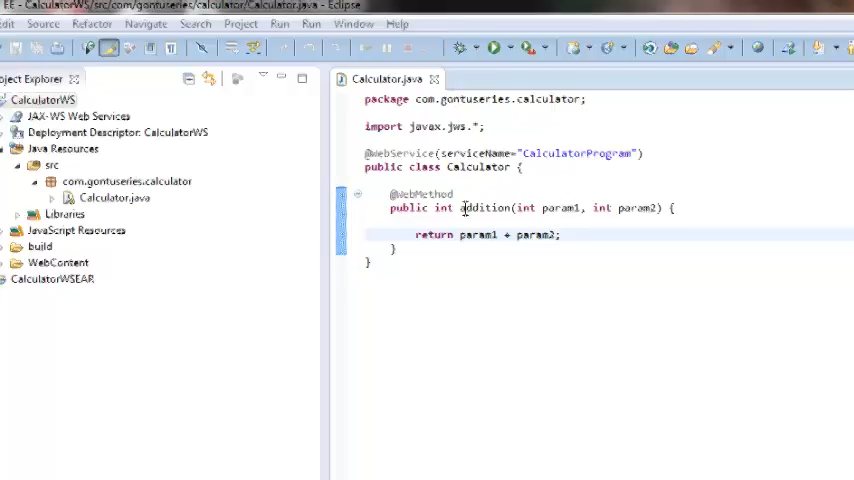 EE - CalculatorWS/src/com/gontuseries/calculator/Calculator.java - Eclipse
Edit Source Refactor Navigate Search Project Run Run Window Help
oject Explorer
Calculator.java
CalculatorWS
JAX-WS Web Services
Deployment Descriptor: CalculatorWS
Java Resources
src
com.gontuseries.calculator
Calculator.java
Libraries
JavaScript Resources
build
WebContent
CalculatorWSEAR
package com.gontuseries.calculator;
import javax.jws.*;
@WebService(serviceName="CalculatorProgram")
public class Calculator {
@WebMethod
public int addition(int param1, int param2) {
return param1 + param2;
}
}